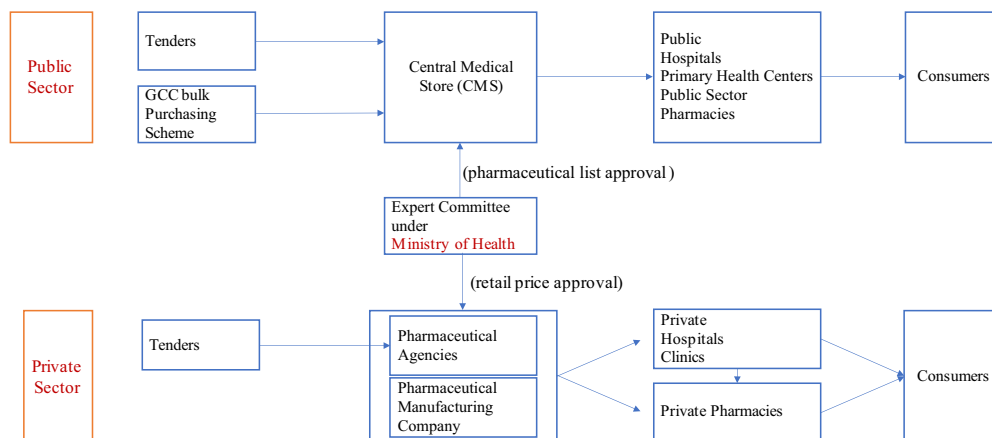 Public
Sector
Tenders
GCC bulk
Purchasing
Scheme
Central Medical
Store (CMS)
Public
Hospitals
Primary Health Centers
Public Sector
Pharmacies
Consumers
(pharmaceutical list approval )
Expert Committee
under
Ministry of Health
(retail price approval)
Private
Sector
Tenders
Pharmaceutical
Agencies
Pharmaceutical
Manufacturing
Company
Private
Hospitals
Clinics
Private Pharmacies
Consumers